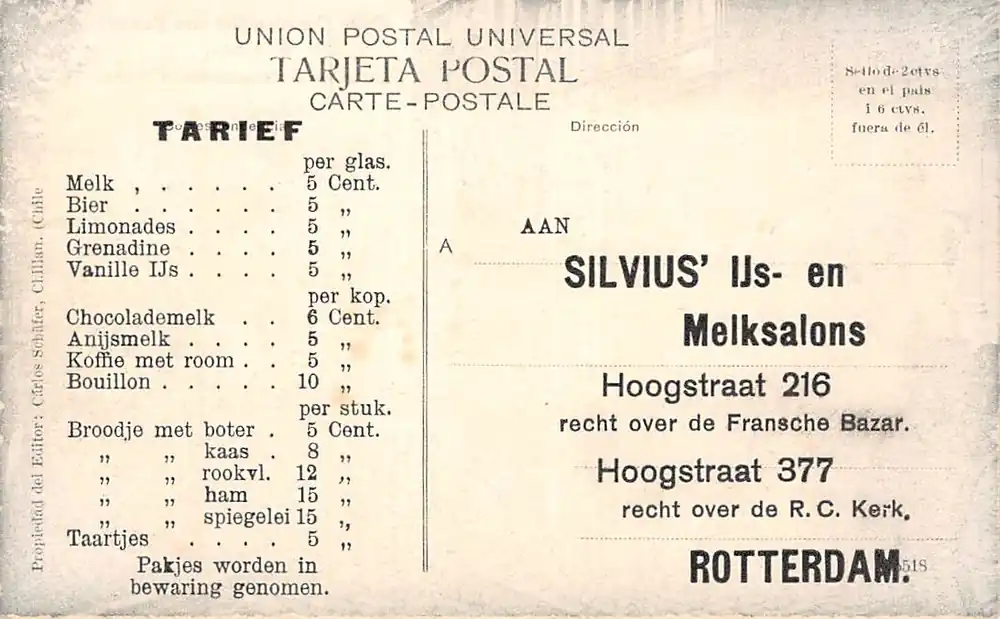 UNION POSTAL UNIVERSAL
TARJETA POSTAL
CARTE-POSTALE
Sello de 2 ctvs
en el pais
i 6 ctvs.
fuera de él.
Correspondencia
TARIEF
per glas.
Melk , . . . . . 5 Cent.
Bier . . . . . . 5 „
Limonades . . . . 5 „
Grenadine . . . . 5 „
Vanille IJs . . . . 5 „
per kop.
Chocolademelk . . 6 Cent.
Anijsmelk . . . . 5 „
Koffie met room . . 5 „
Bouillon . . . . . 10 „
per stuk.
Broodje met boter . 5 Cent.
„ „ kaas . 8 „
„ „ rookvl. 12 „
„ „ ham 15 „
„ „ spiegelei 15 „
Taartjes . . . . 5 „
Pakjes worden in
bewaring genomen.
Propiedad del Editor: Cárlos Schäfer, Chillan. (Chile
Dirección
A
AAN
SILVIUS' IJs- en
Melksalons
Hoogstraat 216
recht over de Fransche Bazar.
Hoogstraat 377
recht over de R. C. Kerk.
ROTTERDAM.